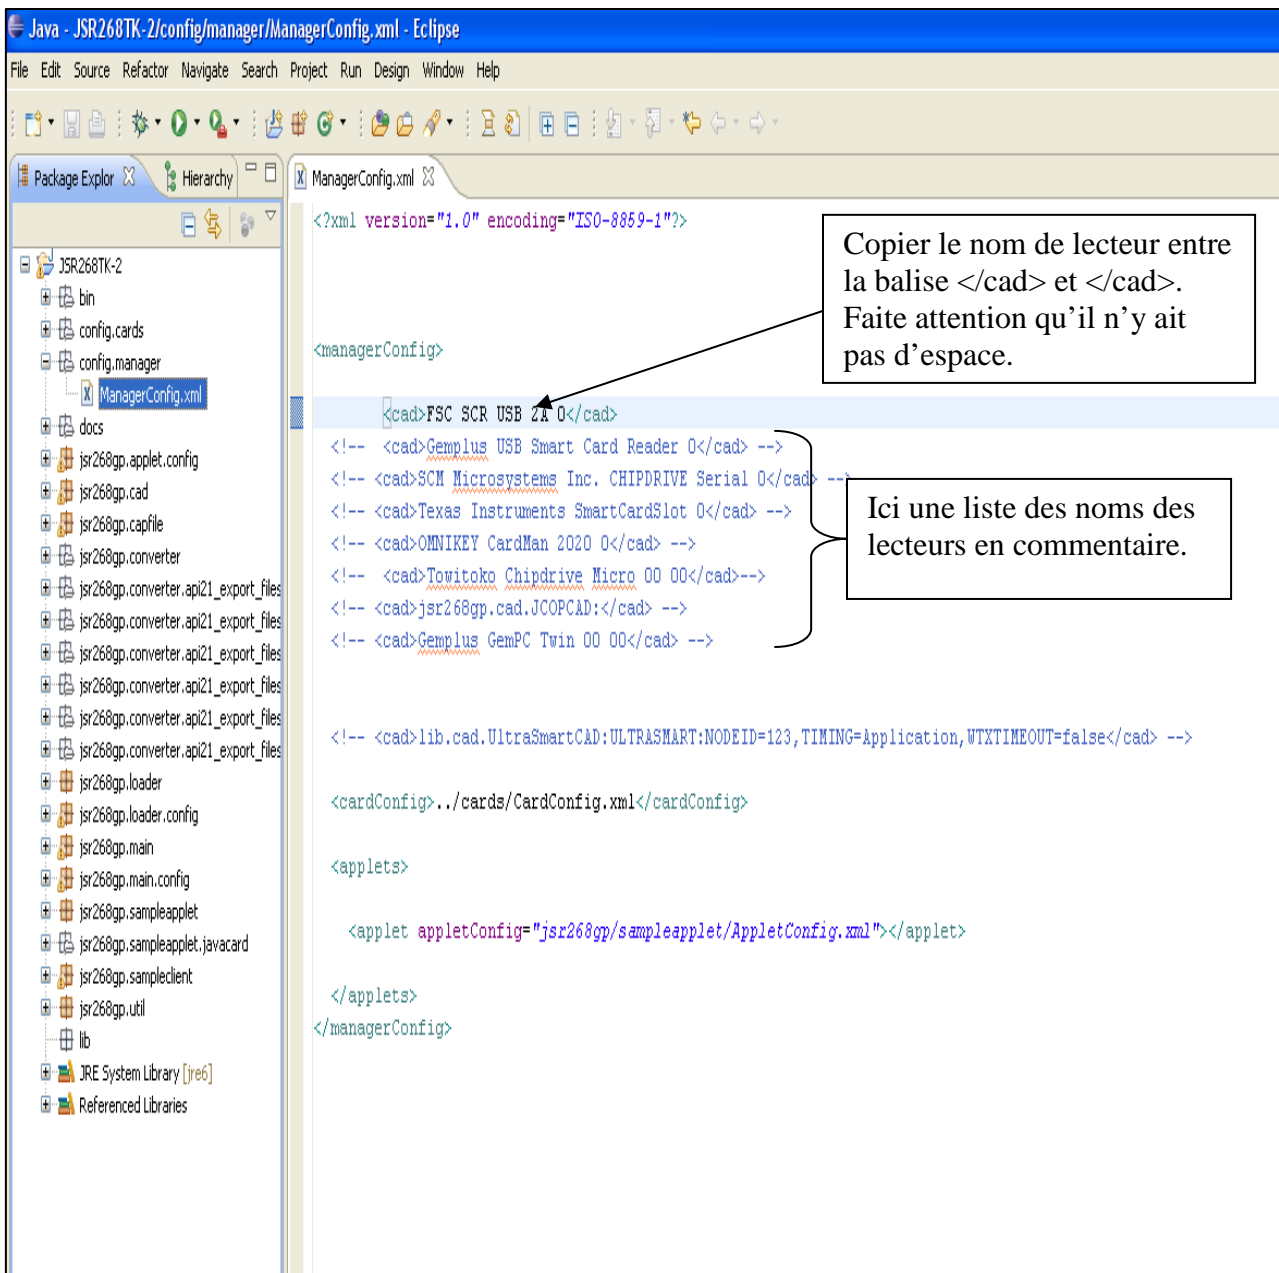 Java - JSR268TK-2/config/manager/ManagerConfig.xml - Eclipse
File Edit Source Refactor Navigate Search Project Run Design Window Help
Package Explor
Hierarchy
ManagerConfig.xml
JSR268TK-2
bin
config.cards
config.manager
ManagerConfig.xml
docs
jsr268gp.applet.config
jsr268gp.cad
jsr268gp.capfile
jsr268gp.converter
jsr268gp.converter.api21_export_files
jsr268gp.converter.api21_export_files
jsr268gp.converter.api21_export_files
jsr268gp.converter.api21_export_files
jsr268gp.converter.api21_export_files
jsr268gp.converter.api21_export_files
jsr268gp.loader
jsr268gp.loader.config
jsr268gp.main
jsr268gp.main.config
jsr268gp.sampleapplet
jsr268gp.sampleapplet.javacard
jsr268gp.sampleclient
jsr268gp.util
lib
JRE System Library [jre6]
Referenced Libraries
<?xml version="1.0" encoding="ISO-8859-1"?>
<managerConfig>
<cad>FSC SCR USB 2A 0</cad>
<!-- <cad>Gemplus USB Smart Card Reader 0</cad> -->
<!-- <cad>SCM Microsystems Inc. CHIPDRIVE Serial 0</cad> -->
<!-- <cad>Texas Instruments SmartCardSlot 0</cad> -->
<!-- <cad>OMNIKEY CardMan 2020 0</cad> -->
<!-- <cad>Towitoko Chipdrive Micro 00 00</cad>-->
<!-- <cad>jsr268gp.cad.JCOPCAD:</cad> -->
<!-- <cad>Gemplus GemPC Twin 00 00</cad> -->
<!-- <cad>lib.cad.UltraSmartCAD:ULTRASMART:NODEID=123,TIMING=Application,WTXTIMEOUT=false</cad> -->
<cardConfig>../cards/CardConfig.xml</cardConfig>
<applets>
<applet appletConfig="jsr268gp/sampleapplet/AppletConfig.xml"></applet>
</applets>
</managerConfig>
Copier le nom de lecteur entre
la balise </cad> et </cad>.
Faite attention qu’il n’y ait
pas d’espace.
Ici une liste des noms des
lecteurs en commentaire.